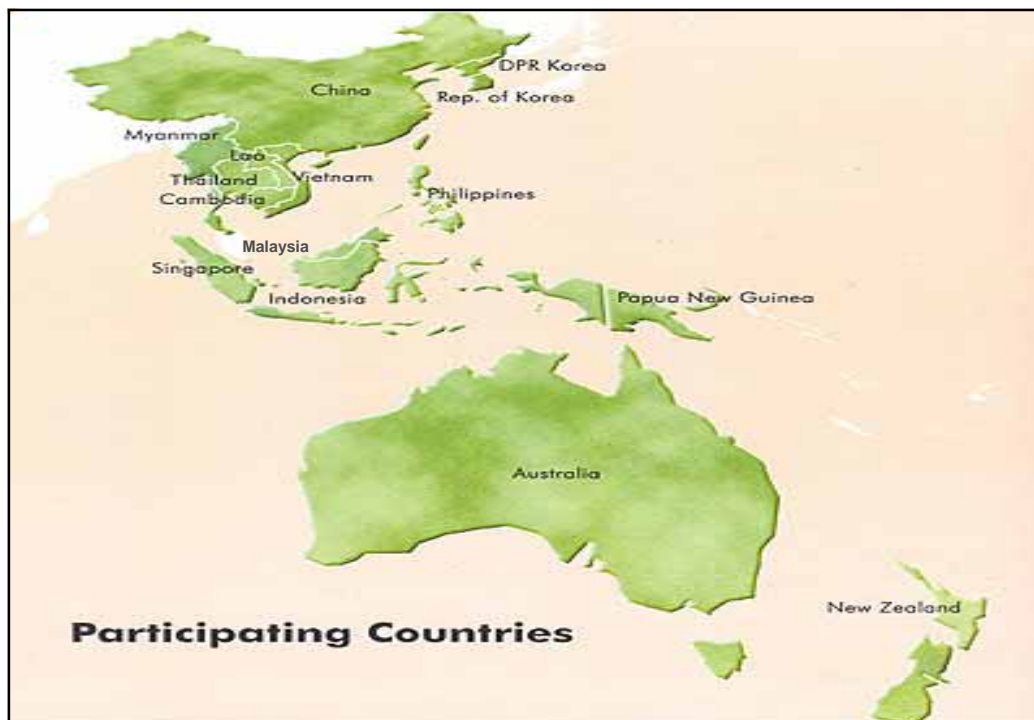 DPR Korea
China
Rep. of Korea
Myanmar
Lao
Thailand
Vietnam
Cambodia
Philippines
Malaysia
Singapore
Indonesia
Papua New Guinea
Australia
New Zealand
Participating Countries